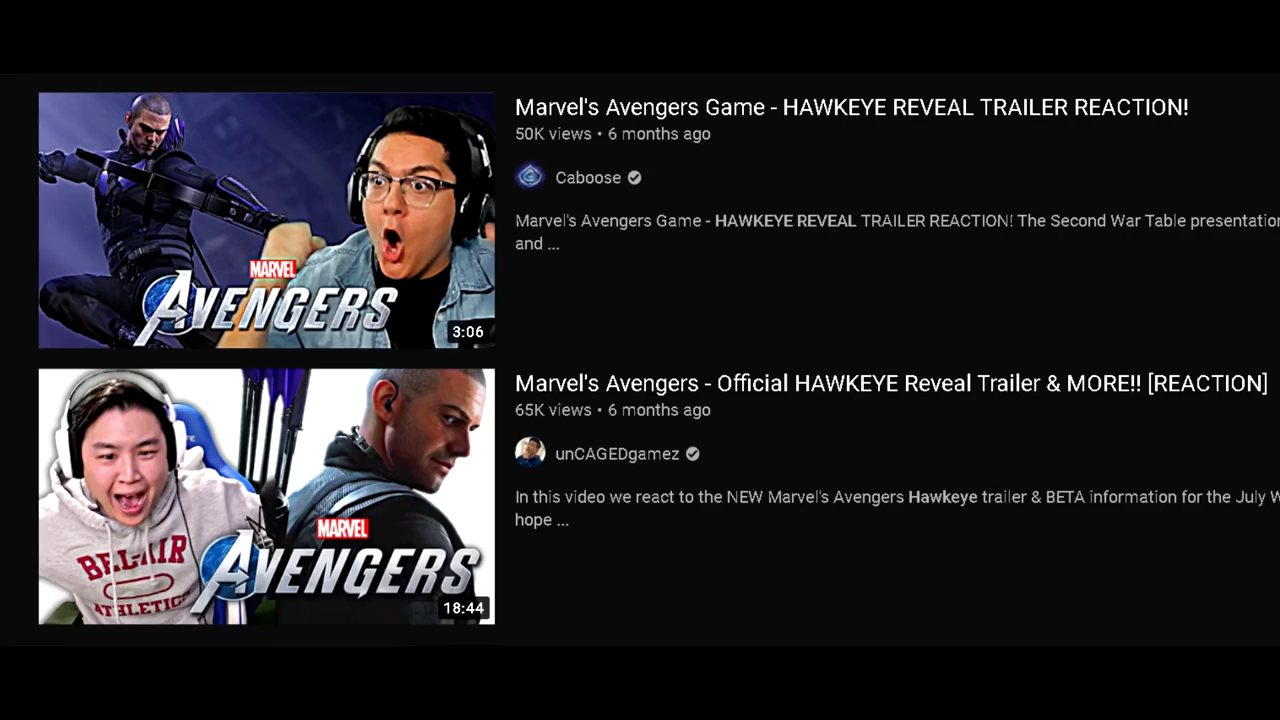 Marvel's Avengers Game - HAWKEYE REVEAL TRAILER REACTION!
50K views • 6 months ago
Caboose
Marvel's Avengers Game - HAWKEYE REVEAL TRAILER REACTION! The Second War Table presentation
and ...
MARVEL
AVENGERS
3:06
Marvel's Avengers - Official HAWKEYE Reveal Trailer & MORE!! [REACTION]
65K views • 6 months ago
unCAGEDgamez
In this video we react to the NEW Marvel's Avengers Hawkeye trailer & BETA information for the July W
hope ...
BEL-AIR
ATHLETICS
MARVEL
AVENGERS
18:44